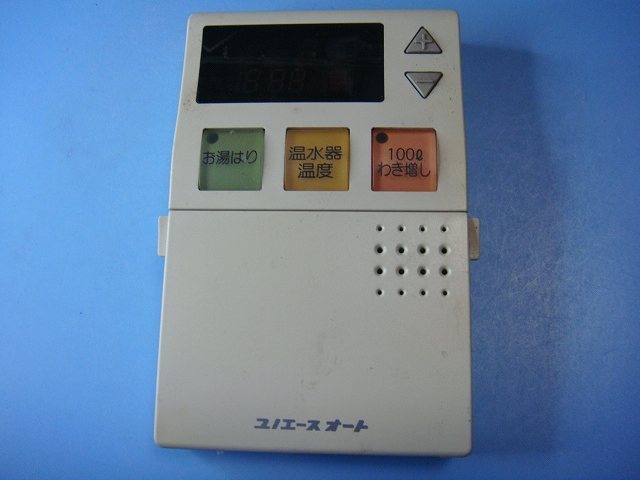 +
−
お湯はり
温水器
温度
100ℓ
わき増し
ユノエースオート